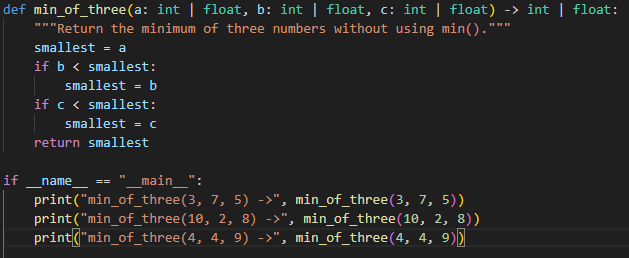 def min_of_three(a: int | float, b: int | float, c: int | float) -> int | float:
    """Return the minimum of three numbers without using min()."""
    smallest = a
    if b < smallest:
        smallest = b
    if c < smallest:
        smallest = c
    return smallest

if __name__ == "__main__":
    print("min_of_three(3, 7, 5) ->", min_of_three(3, 7, 5))
    print("min_of_three(10, 2, 8) ->", min_of_three(10, 2, 8))
    print("min_of_three(4, 4, 9) ->", min_of_three(4, 4, 9))